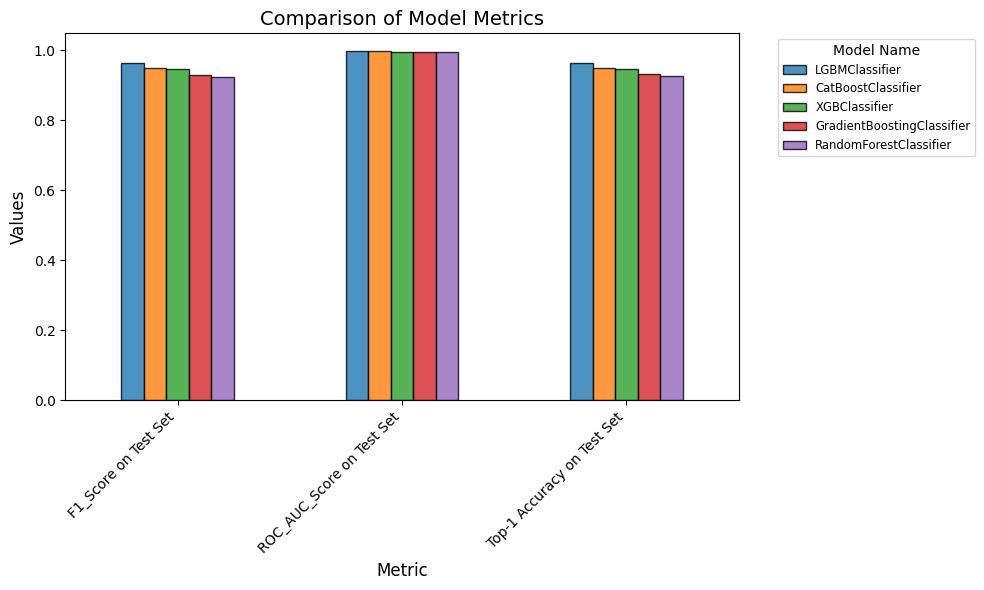 Comparison of Model Metrics
Values
1.0
0.8
0.6
0.4
0.2
0.0
F1_Score on Test Set
ROC_AUC_Score on Test Set
Top-1 Accuracy on Test Set
Metric
Model Name
LGBMClassifier
CatBoostClassifier
XGBClassifier
GradientBoostingClassifier
RandomForestClassifier